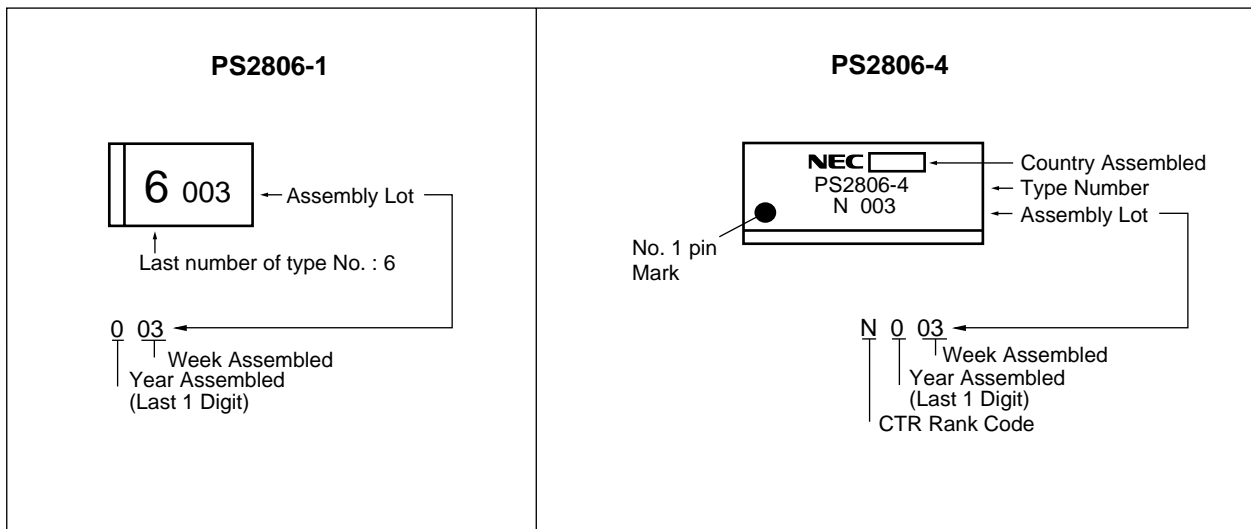 PS2806-1
6 003
Assembly Lot
Last number of type No. : 6
0 03
Week Assembled
Year Assembled
(Last 1 Digit)
PS2806-4
NEC
Country Assembled
PS2806-4
Type Number
N 003
Assembly Lot
No. 1 pin
Mark
N 0 03
Week Assembled
Year Assembled
(Last 1 Digit)
CTR Rank Code